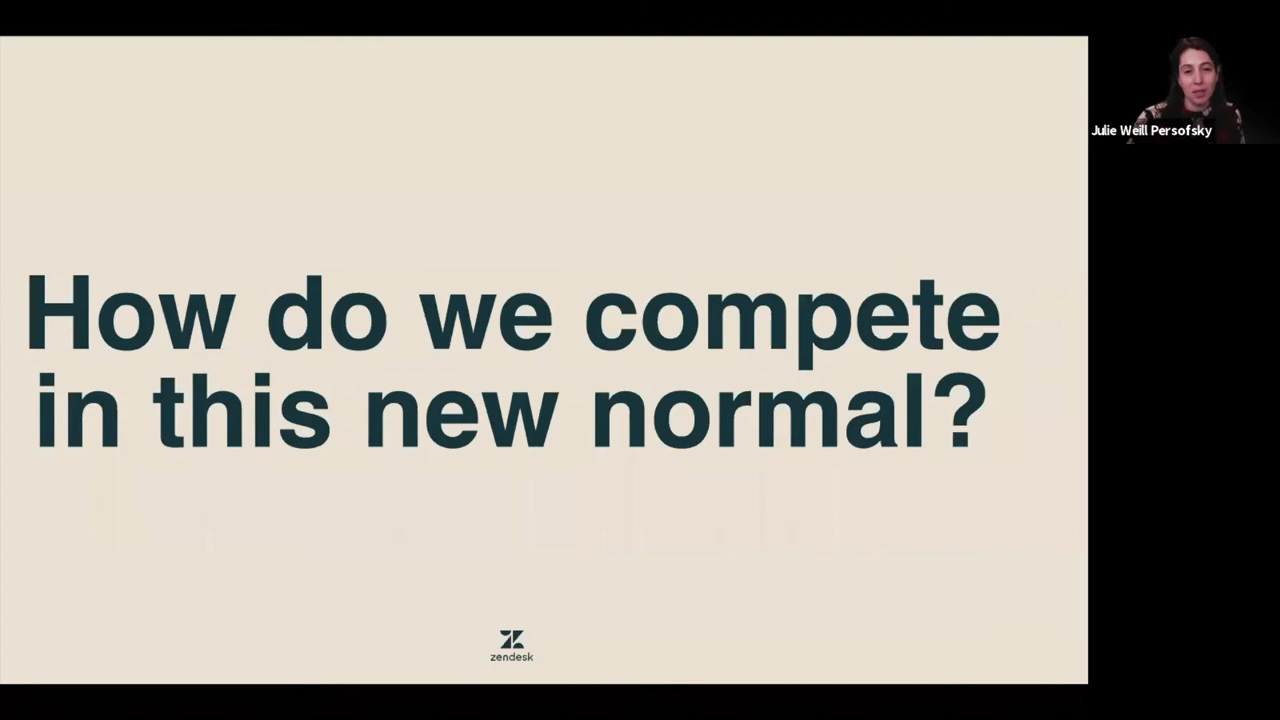 How do we compete
in this new normal?
zendesk
Julie Weill Persofsky